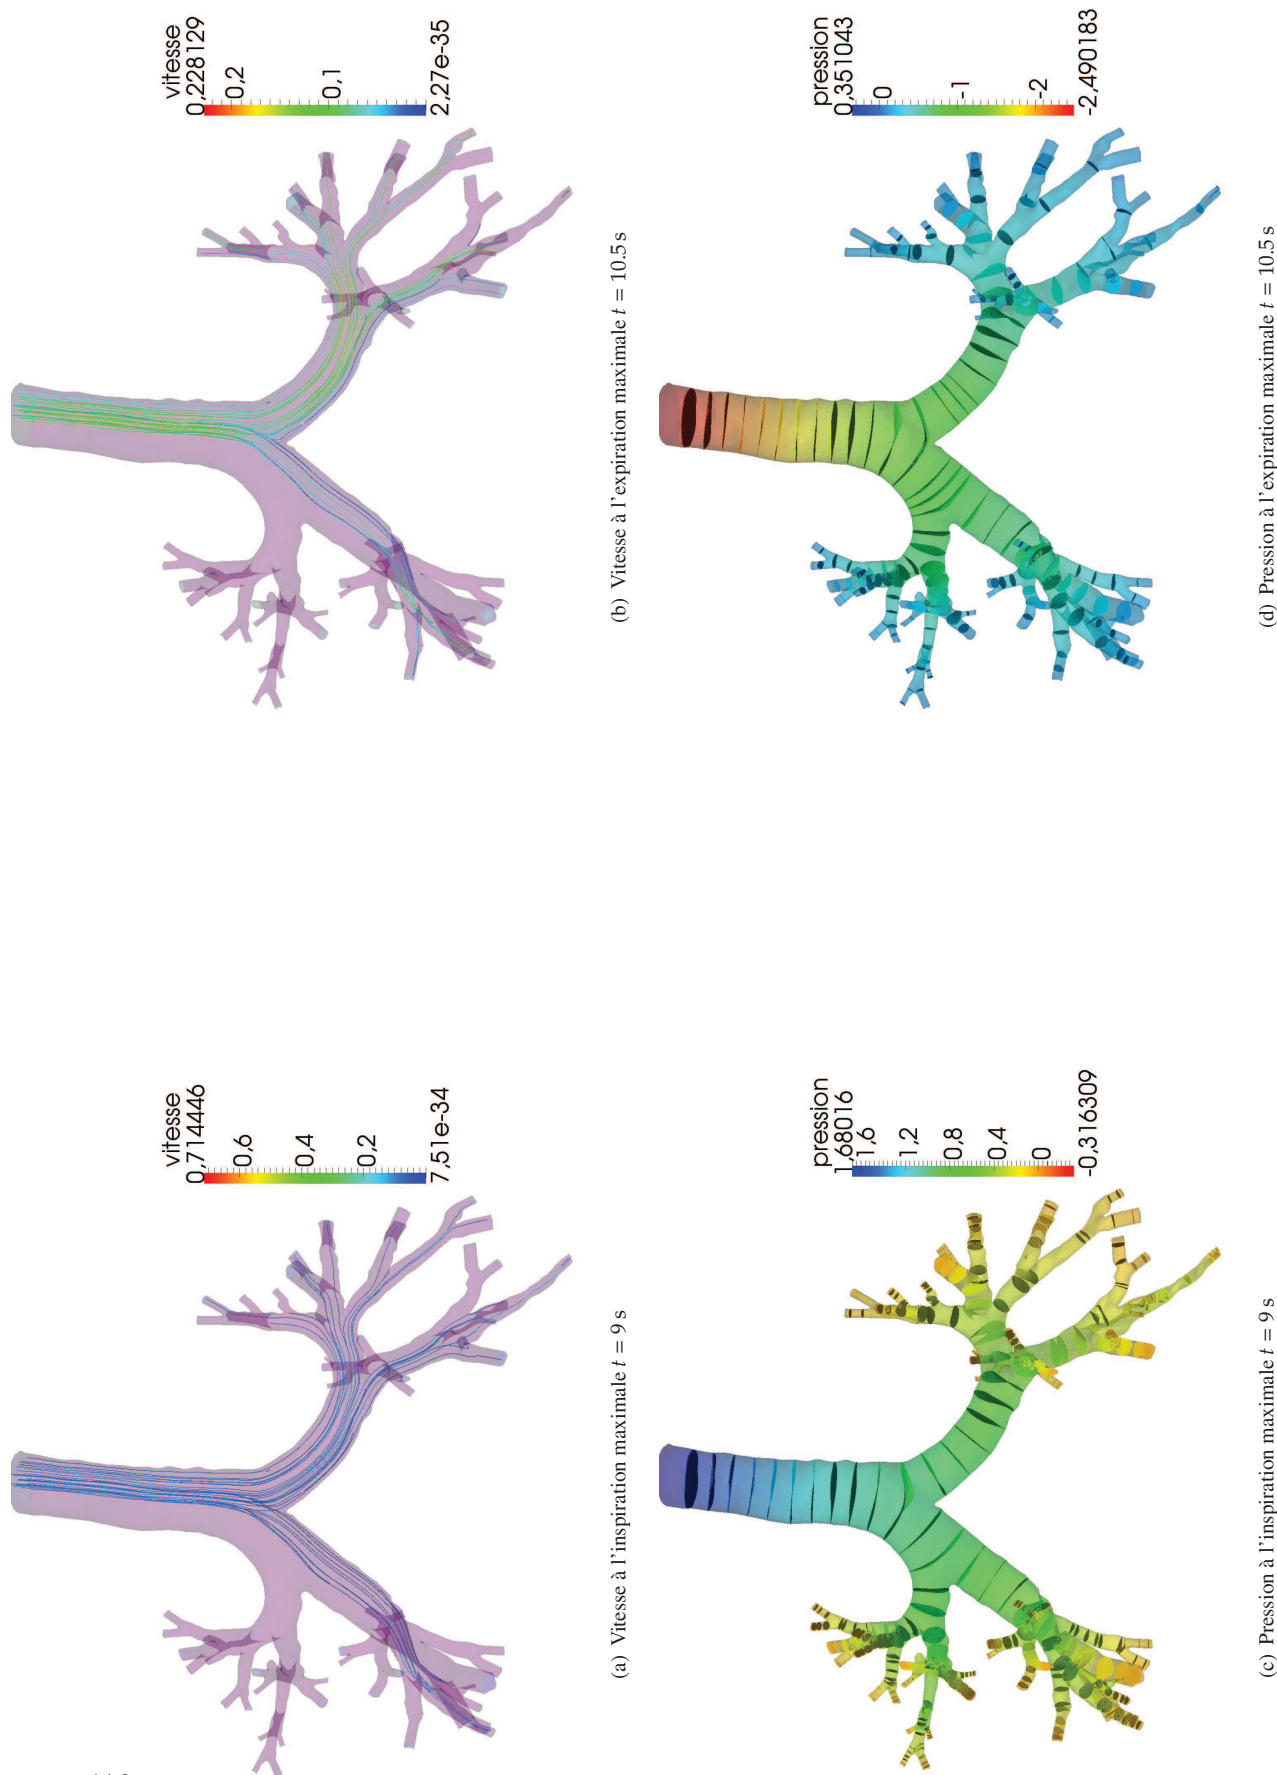 vitesse
0,714446
0,6
0,4
0,2
7,51e-34
(a) Vitesse à l'inspiration maximale t = 9 s
vitesse
0,228129
0,2
0,1
2,27e-35
(b) Vitesse à l'expiration maximale t = 10.5 s
pression
1,68016
1,6
1,2
0,8
0,4
0
-0,316309
(c) Pression à l'inspiration maximale t = 9 s
pression
0,351043
0
-1
-2
-2,490183
(d) Pression à l'expiration maximale t = 10.5 s